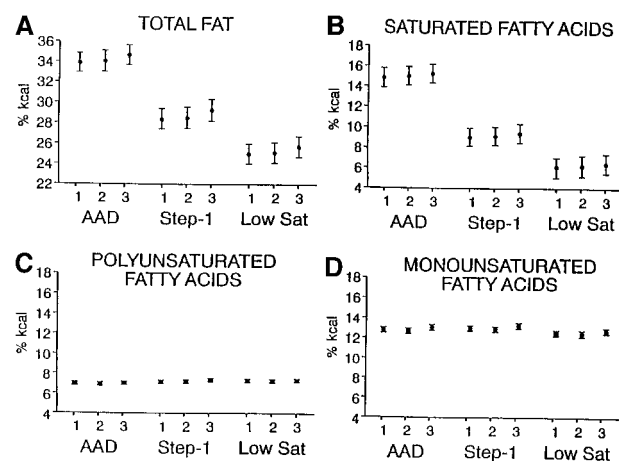 A
TOTAL FAT
36
34
32
30
28
26
24
22
% kcal
1 2 3 1 2 3 1 2 3
AAD Step-1 Low Sat
B
SATURATED FATTY ACIDS
18
16
14
12
10
8
6
4
% kcal
1 2 3 1 2 3 1 2 3
AAD Step-1 Low Sat
C
POLYUNSATURATED
FATTY ACIDS
18
16
14
12
10
8
6
4
% kcal
1 2 3 1 2 3 1 2 3
AAD Step-1 Low Sat
D
MONOUNSATURATED
FATTY ACIDS
18
16
14
12
10
8
6
4
% kcal
1 2 3 1 2 3 1 2 3
AAD Step-1 Low Sat